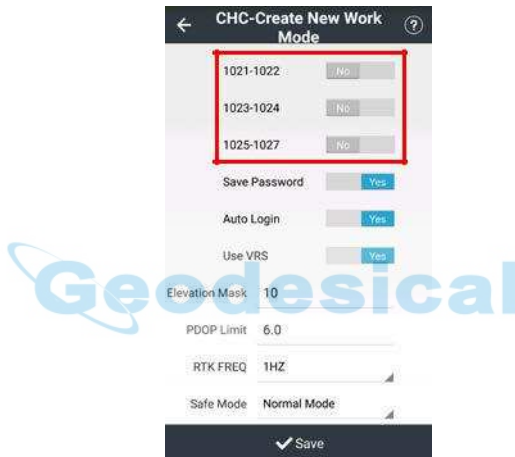 CHC-Create New Work
Mode
?
1021-1022 No
1023-1024 No
1025-1027 No
Save Password Yes
Auto Login Yes
Use VRS Yes
Geodesical
Elevation Mask 10
PDOP Limit 6.0
RTK FREQ 1HZ
Safe Mode Normal Mode
Save